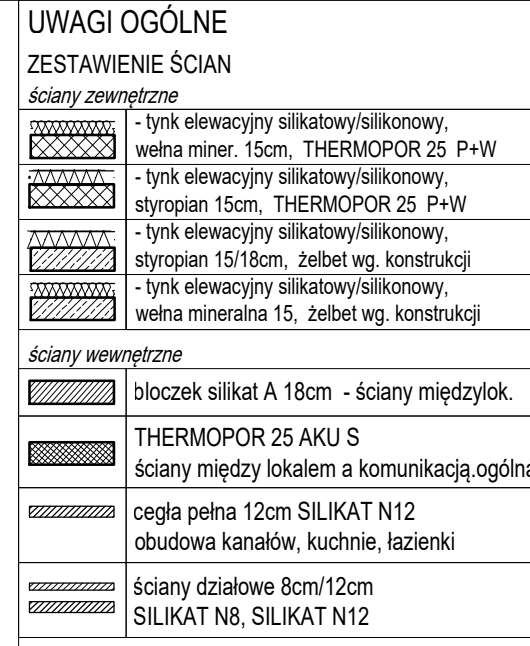 UWAGI OGÓLNE
ZESTAWIENIE ŚCIAN
ściany zewnętrzne
- tynk elewacyjny silikatowy/silikonowy,
wełna miner. 15cm, THERMOPOR 25 P+W
- tynk elewacyjny silikatowy/silikonowy,
styropian 15cm, THERMOPOR 25 P+W
- tynk elewacyjny silikatowy/silikonowy,
styropian 15/18cm, żelbet wg. konstrukcji
- tynk elewacyjny silikatowy/silikonowy,
wełna mineralna 15, żelbet wg. konstrukcji
ściany wewnętrzne
bloczek silikat A 18cm - ściany międzylok.
THERMOPOR 25 AKU S
ściany między lokalem a komunikacją.ogólna
cegła pełna 12cm SILIKAT N12
obudowa kanałów, kuchnie, łazienki
ściany działowe 8cm/12cm
SILIKAT N8, SILIKAT N12